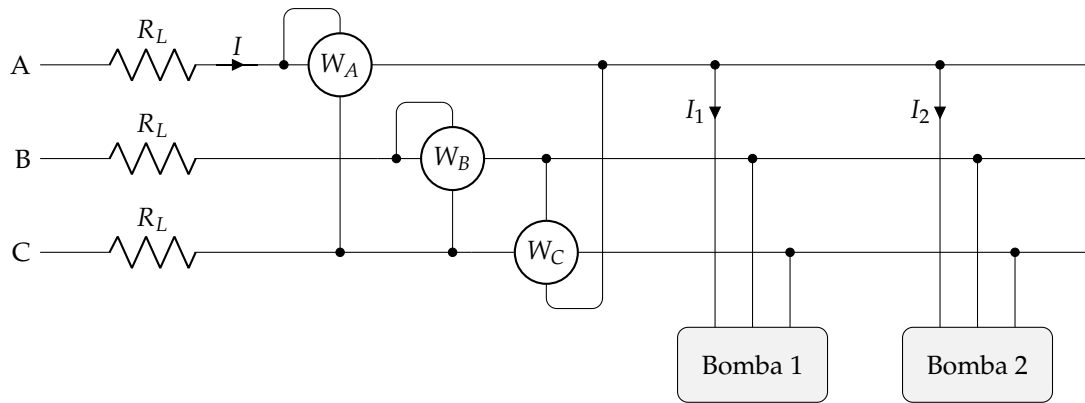 R_L
A
I
W_A
I_1
I_2
R_L
B
W_B
R_L
C
W_C
Bomba 1
Bomba 2